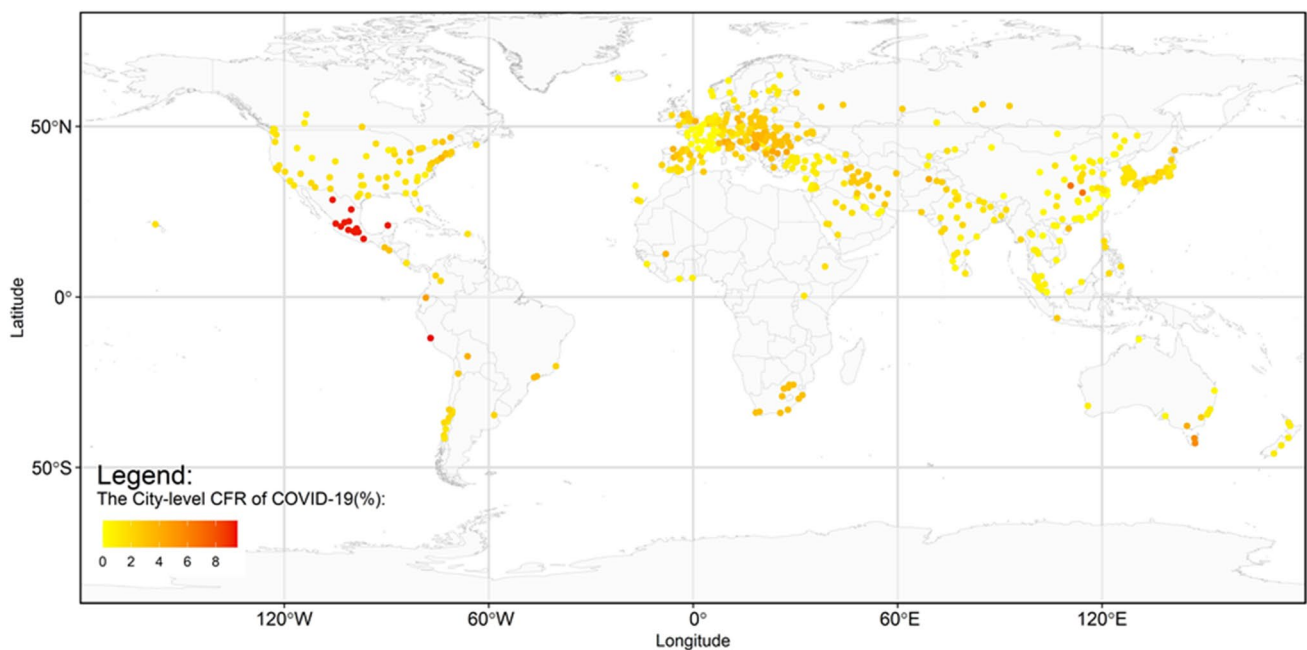 50°N
0°
50°S
Latitude
Legend:
The City-level CFR of COVID-19(%):
0 2 4 6 8
120°W 60°W 0° 60°E 120°E
Longitude